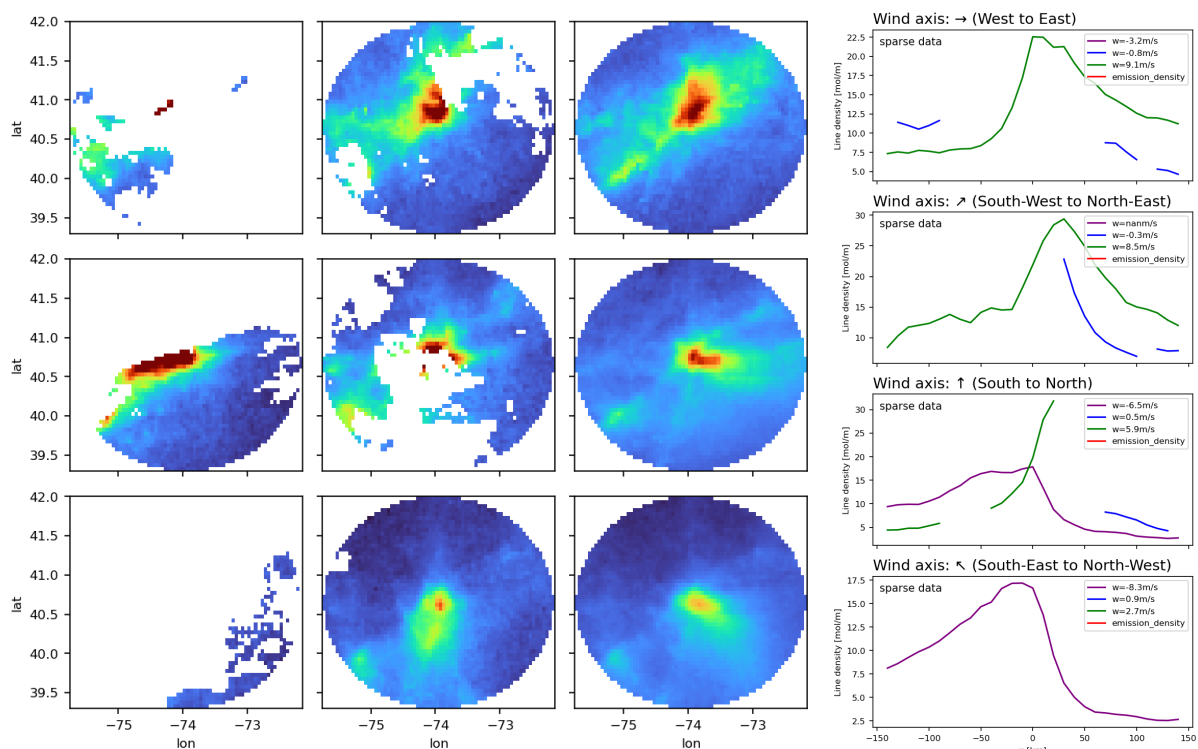 42.0
41.5
41.0
lat
40.5
40.0
39.5
42.0
41.5
41.0
lat
40.5
40.0
39.5
42.0
41.5
41.0
lat
40.5
40.0
39.5
−75 −74 −73
lon
−75 −74 −73
lon
−75 −74 −73
lon
Wind axis: → (West to East)
sparse data
w=-3.2m/s
w=-0.8m/s
w=9.1m/s
emission_density
Line density [mol/m]
22.5
20.0
17.5
15.0
12.5
10.0
7.5
5.0
Wind axis: ↗ (South-West to North-East)
sparse data
w=nanm/s
w=-0.3m/s
w=8.5m/s
emission_density
Line density [mol/m]
30
25
20
15
10
Wind axis: ↑ (South to North)
sparse data
w=-6.5m/s
w=0.5m/s
w=5.9m/s
emission_density
Line density [mol/m]
30
25
20
15
10
5
Wind axis: ↖ (South-East to North-West)
sparse data
w=-8.3m/s
w=0.9m/s
w=2.7m/s
emission_density
Line density [mol/m]
17.5
15.0
12.5
10.0
7.5
5.0
2.5
−150 −100 −50 0 50 100 150